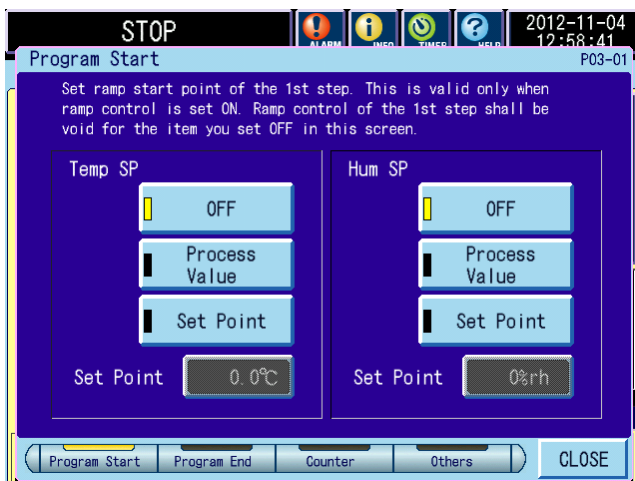 STOP
ALARM
INFO
TIMER
HELP
2012-11-04
12:58:41
Program Start
P03-01
Set ramp start point of the 1st step. This is valid only when
ramp control is set ON. Ramp control of the 1st step shall be
void for the item you set OFF in this screen.
Temp SP
OFF
Process
Value
Set Point
Set Point 0.0℃
Hum SP
OFF
Process
Value
Set Point
Set Point 0%rh
Program Start
Program End
Counter
Others
CLOSE